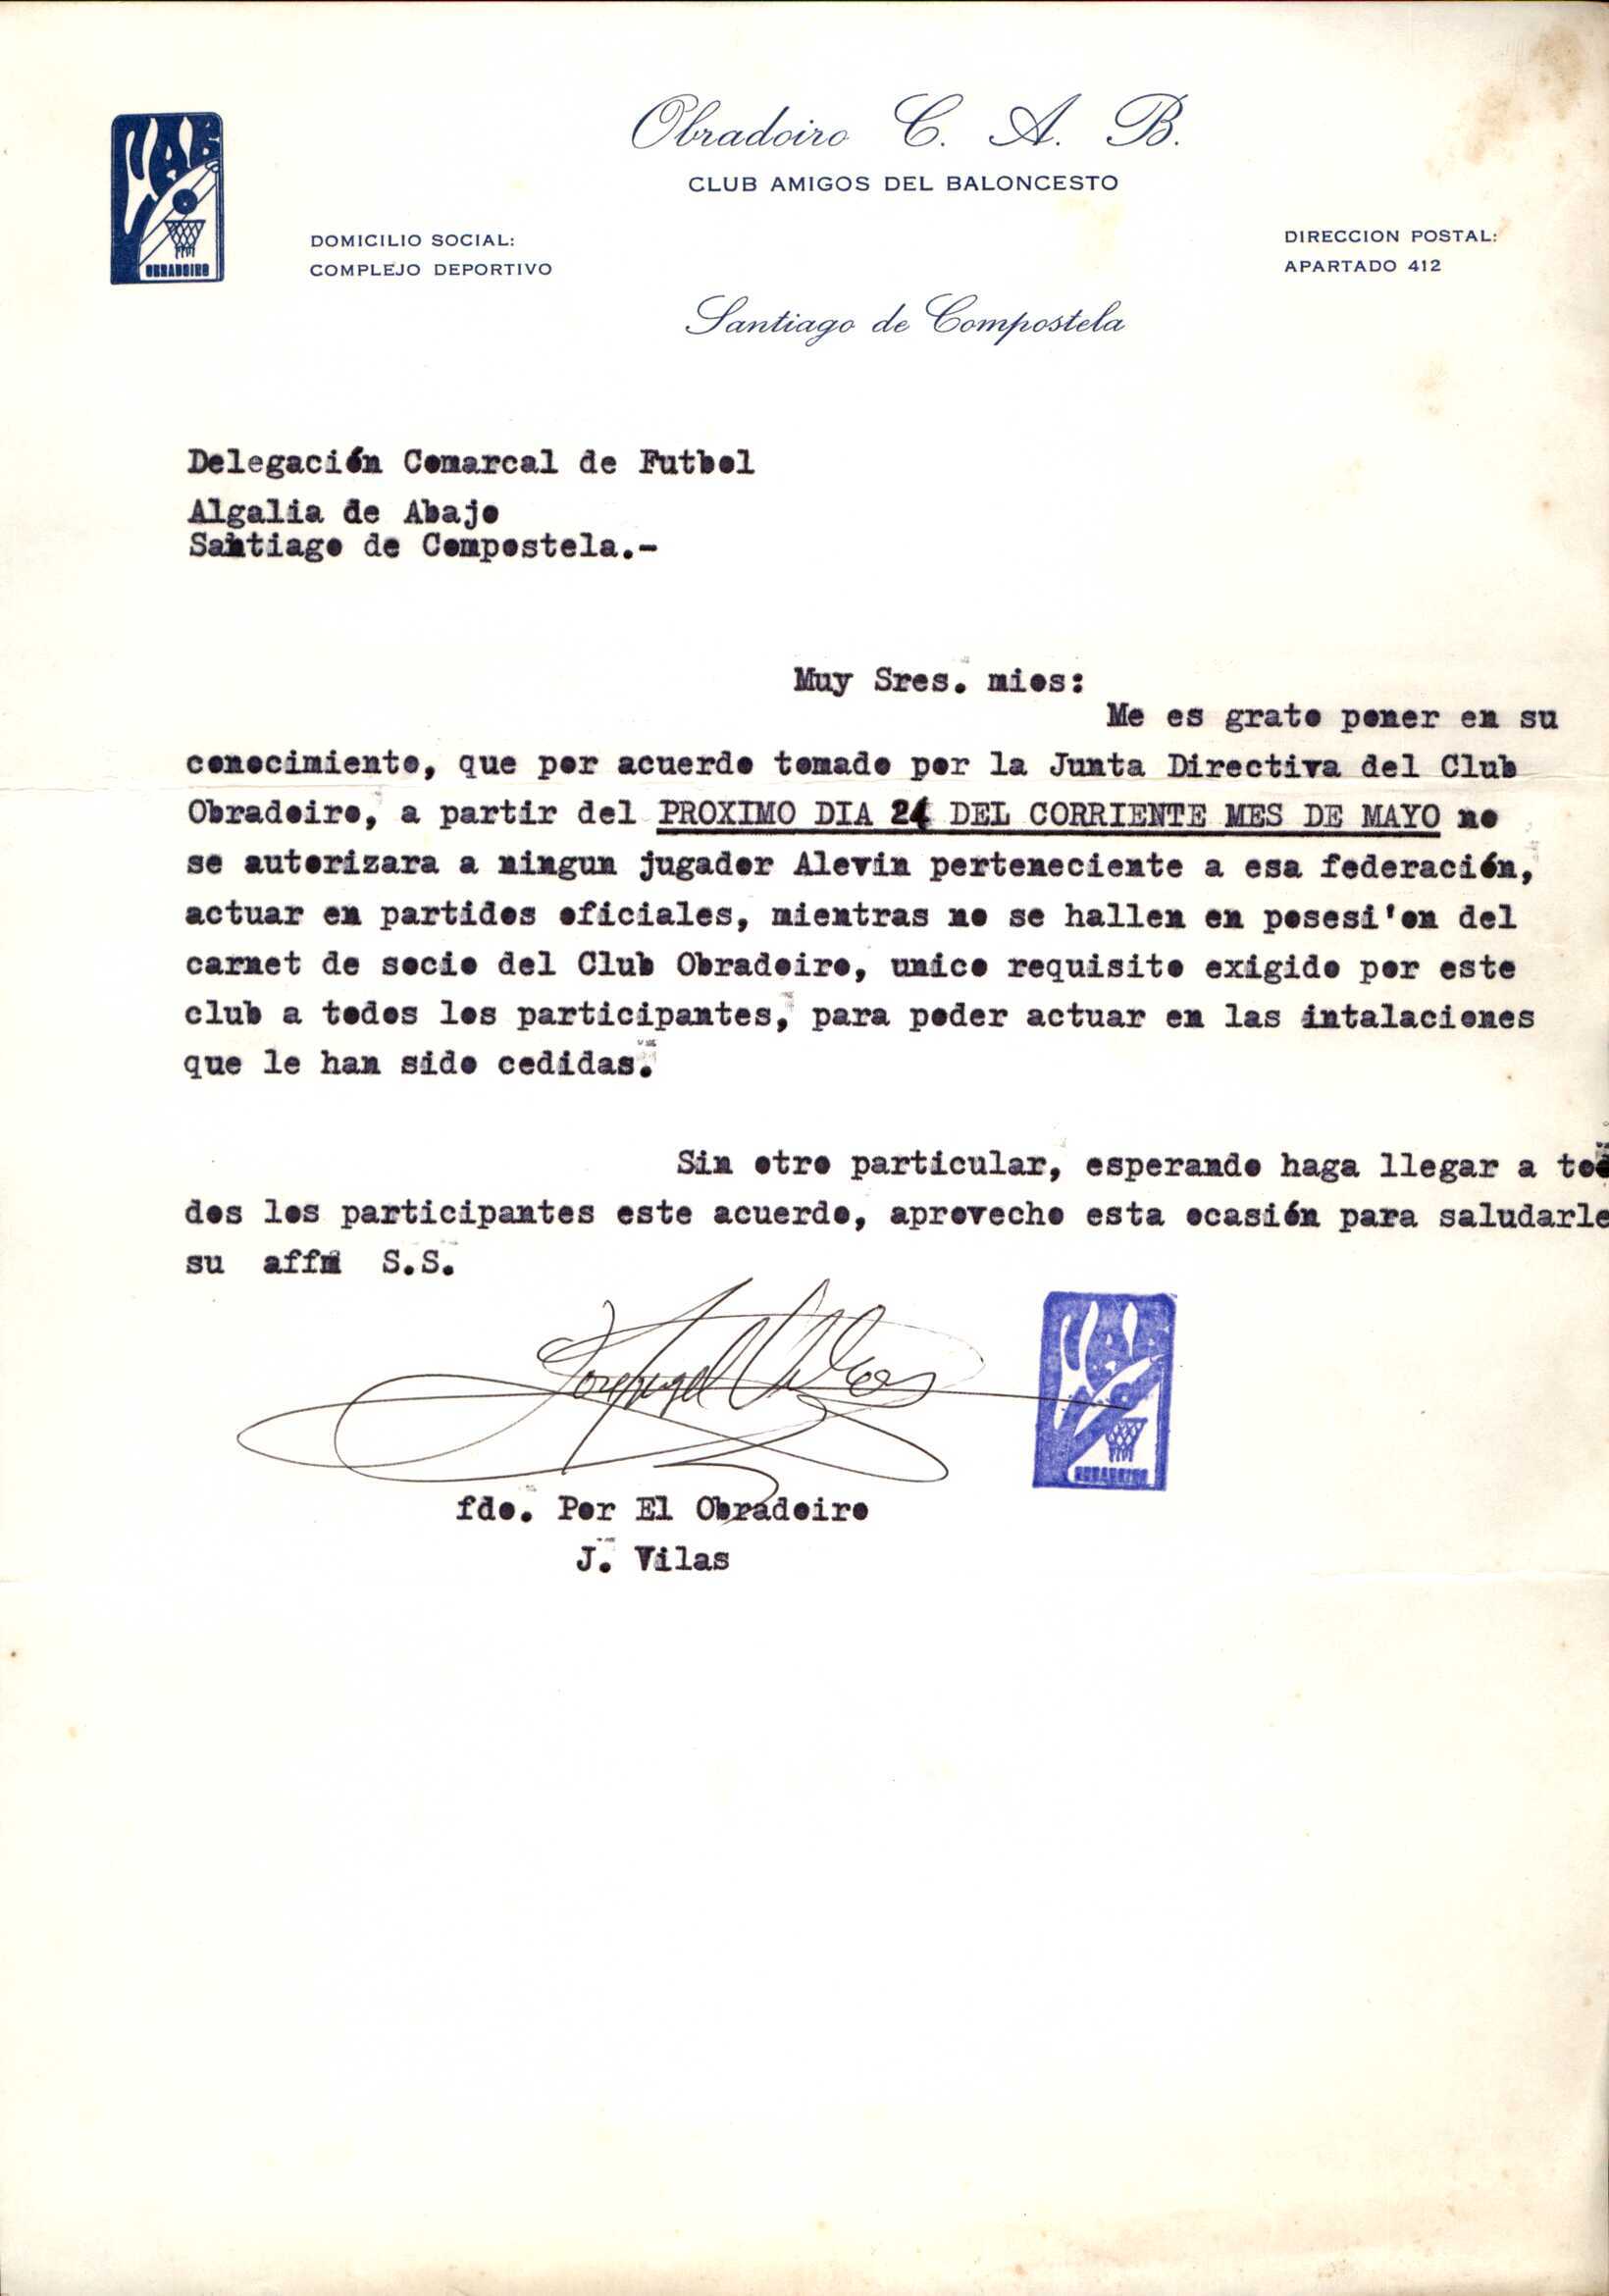 CAB
OBRADOIRO
Obradoiro C. A. B.
CLUB AMIGOS DEL BALONCESTO
DOMICILIO SOCIAL:
COMPLEJO DEPORTIVO
DIRECCION POSTAL:
APARTADO 412
Santiago de Compostela
Delegación Comarcal de Futbol
Algalia de Abajo
Santiago de Compostela.-
Muy Sres. mios:
Me es grato poner en su
conocimiento, que por acuerdo tomado por la Junta Directiva del Club
Obradoiro, a partir del PROXIMO DIA DEL CORRIENTE MES DE MAYO no
se autorizara a ningun jugador Alevin perteneciente a esa federación,
actuar en partidos oficiales, mientras no se hallen en posesi'on del
carnet de socio del Club Obradoiro, unico requisito exigido por este
club a todos los participantes, para poder actuar en las intalaciones
que le han sido cedidas.
Sin otro particular, esperando haga llegar a to
dos los participantes este acuerdo, aprovecho esta ocasión para saludarle
su affm S.S.
CAB
OBRADOIRO
fdo. Por El Obradoiro
J. Vilas